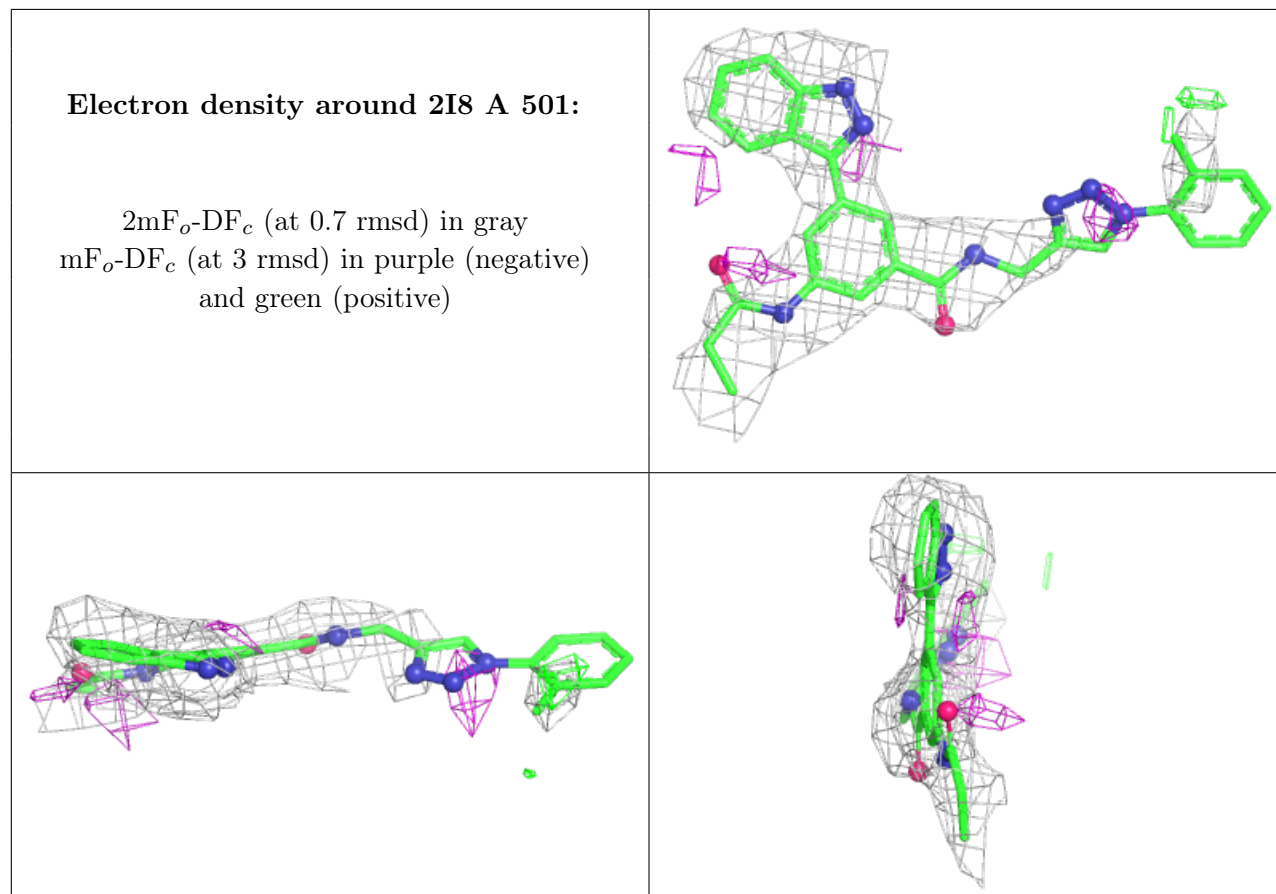 Electron density around 2I8 A 501:
2mFo-DFc (at 0.7 rmsd) in gray
mFo-DFc (at 3 rmsd) in purple (negative)
and green (positive)